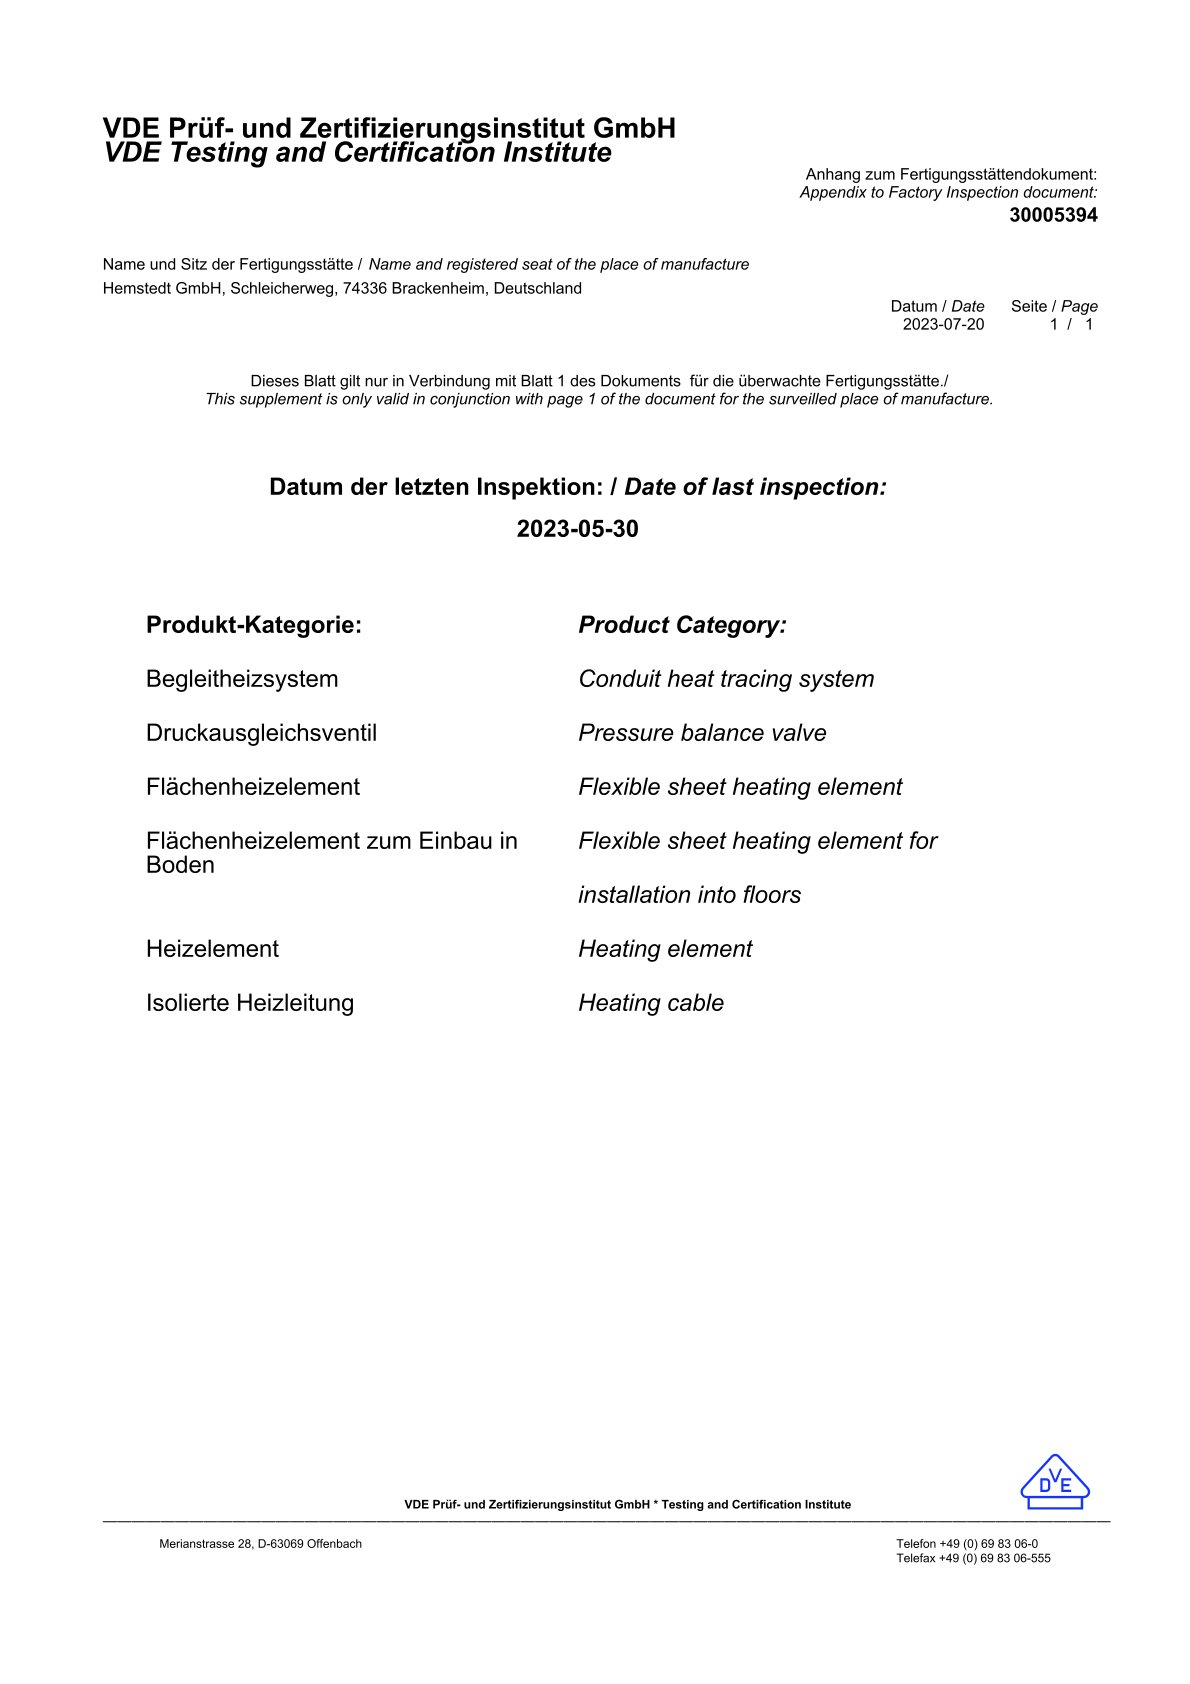 VDE Prüf- und Zertifizierungsinstitut GmbH
VDE Testing and Certification Institute
Anhang zum Fertigungsstättendokument:
Appendix to Factory Inspection document:
30005394
Name und Sitz der Fertigungsstätte / Name and registered seat of the place of manufacture
Hemstedt GmbH, Schleicherweg, 74336 Brackenheim, Deutschland
Datum / Date Seite / Page
2023-07-20 1 / 1
Dieses Blatt gilt nur in Verbindung mit Blatt 1 des Dokuments für die überwachte Fertigungsstätte./
This supplement is only valid in conjunction with page 1 of the document for the surveilled place of manufacture.
Datum der letzten Inspektion: / Date of last inspection:
2023-05-30
Produkt-Kategorie: Product Category:
Begleitheizsystem Conduit heat tracing system
Druckausgleichsventil Pressure balance valve
Flächenheizelement Flexible sheet heating element
Flächenheizelement zum Einbau in Flexible sheet heating element for
Boden
installation into floors
Heizelement Heating element
Isolierte Heizleitung Heating cable
DVE
VDE Prüf- und Zertifizierungsinstitut GmbH * Testing and Certification Institute
Merianstrasse 28, D-63069 Offenbach Telefon +49 (0) 69 83 06-0
Telefax +49 (0) 69 83 06-555